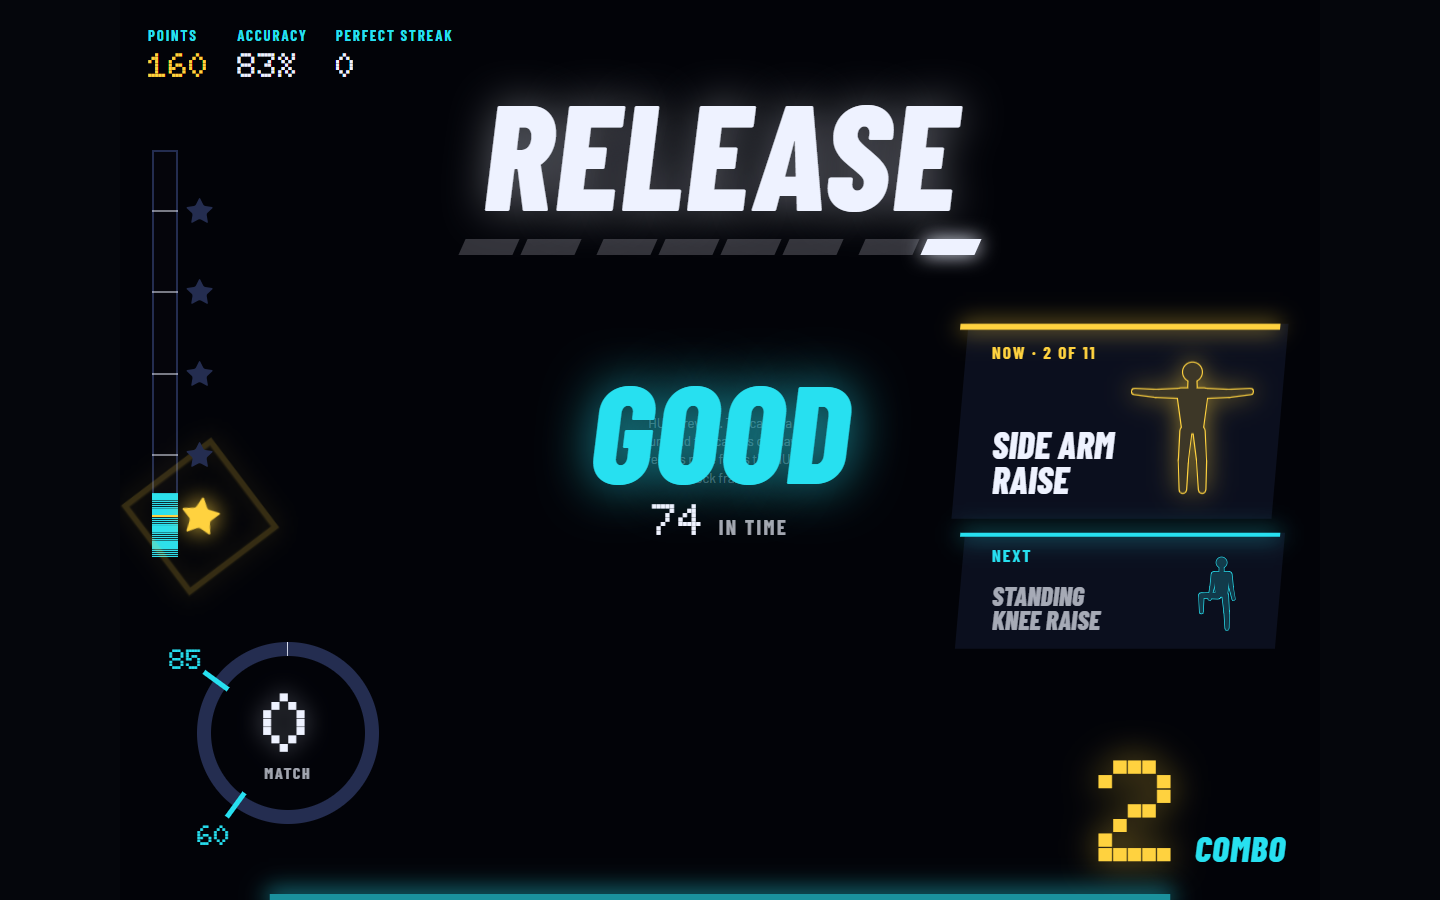 POINTS ACCURACY PERFECT STREAK
160 83% 0
RELEASE
NOW · 2 OF 11
SIDE ARM
RAISE
GOOD
74 IN TIME
NEXT
STANDING
KNEE RAISE
85
0
MATCH
60
2 COMBO